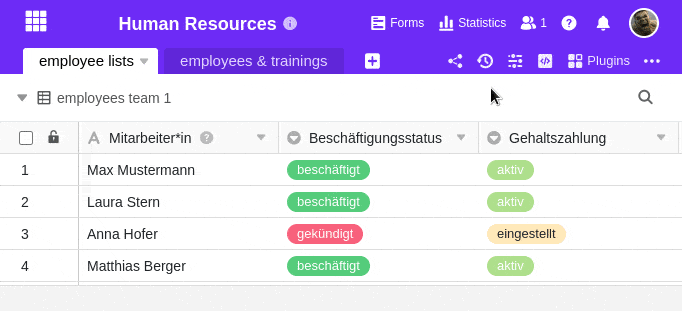 Human Resources
Forms Statistics 1
employee lists employees & trainings Plugins
employees team 1
Mitarbeiter*in Beschäftigungsstatus Gehaltszahlung
1 Max Mustermann beschäftigt aktiv
2 Laura Stern beschäftigt aktiv
3 Anna Hofer gekündigt eingestellt
4 Matthias Berger beschäftigt aktiv